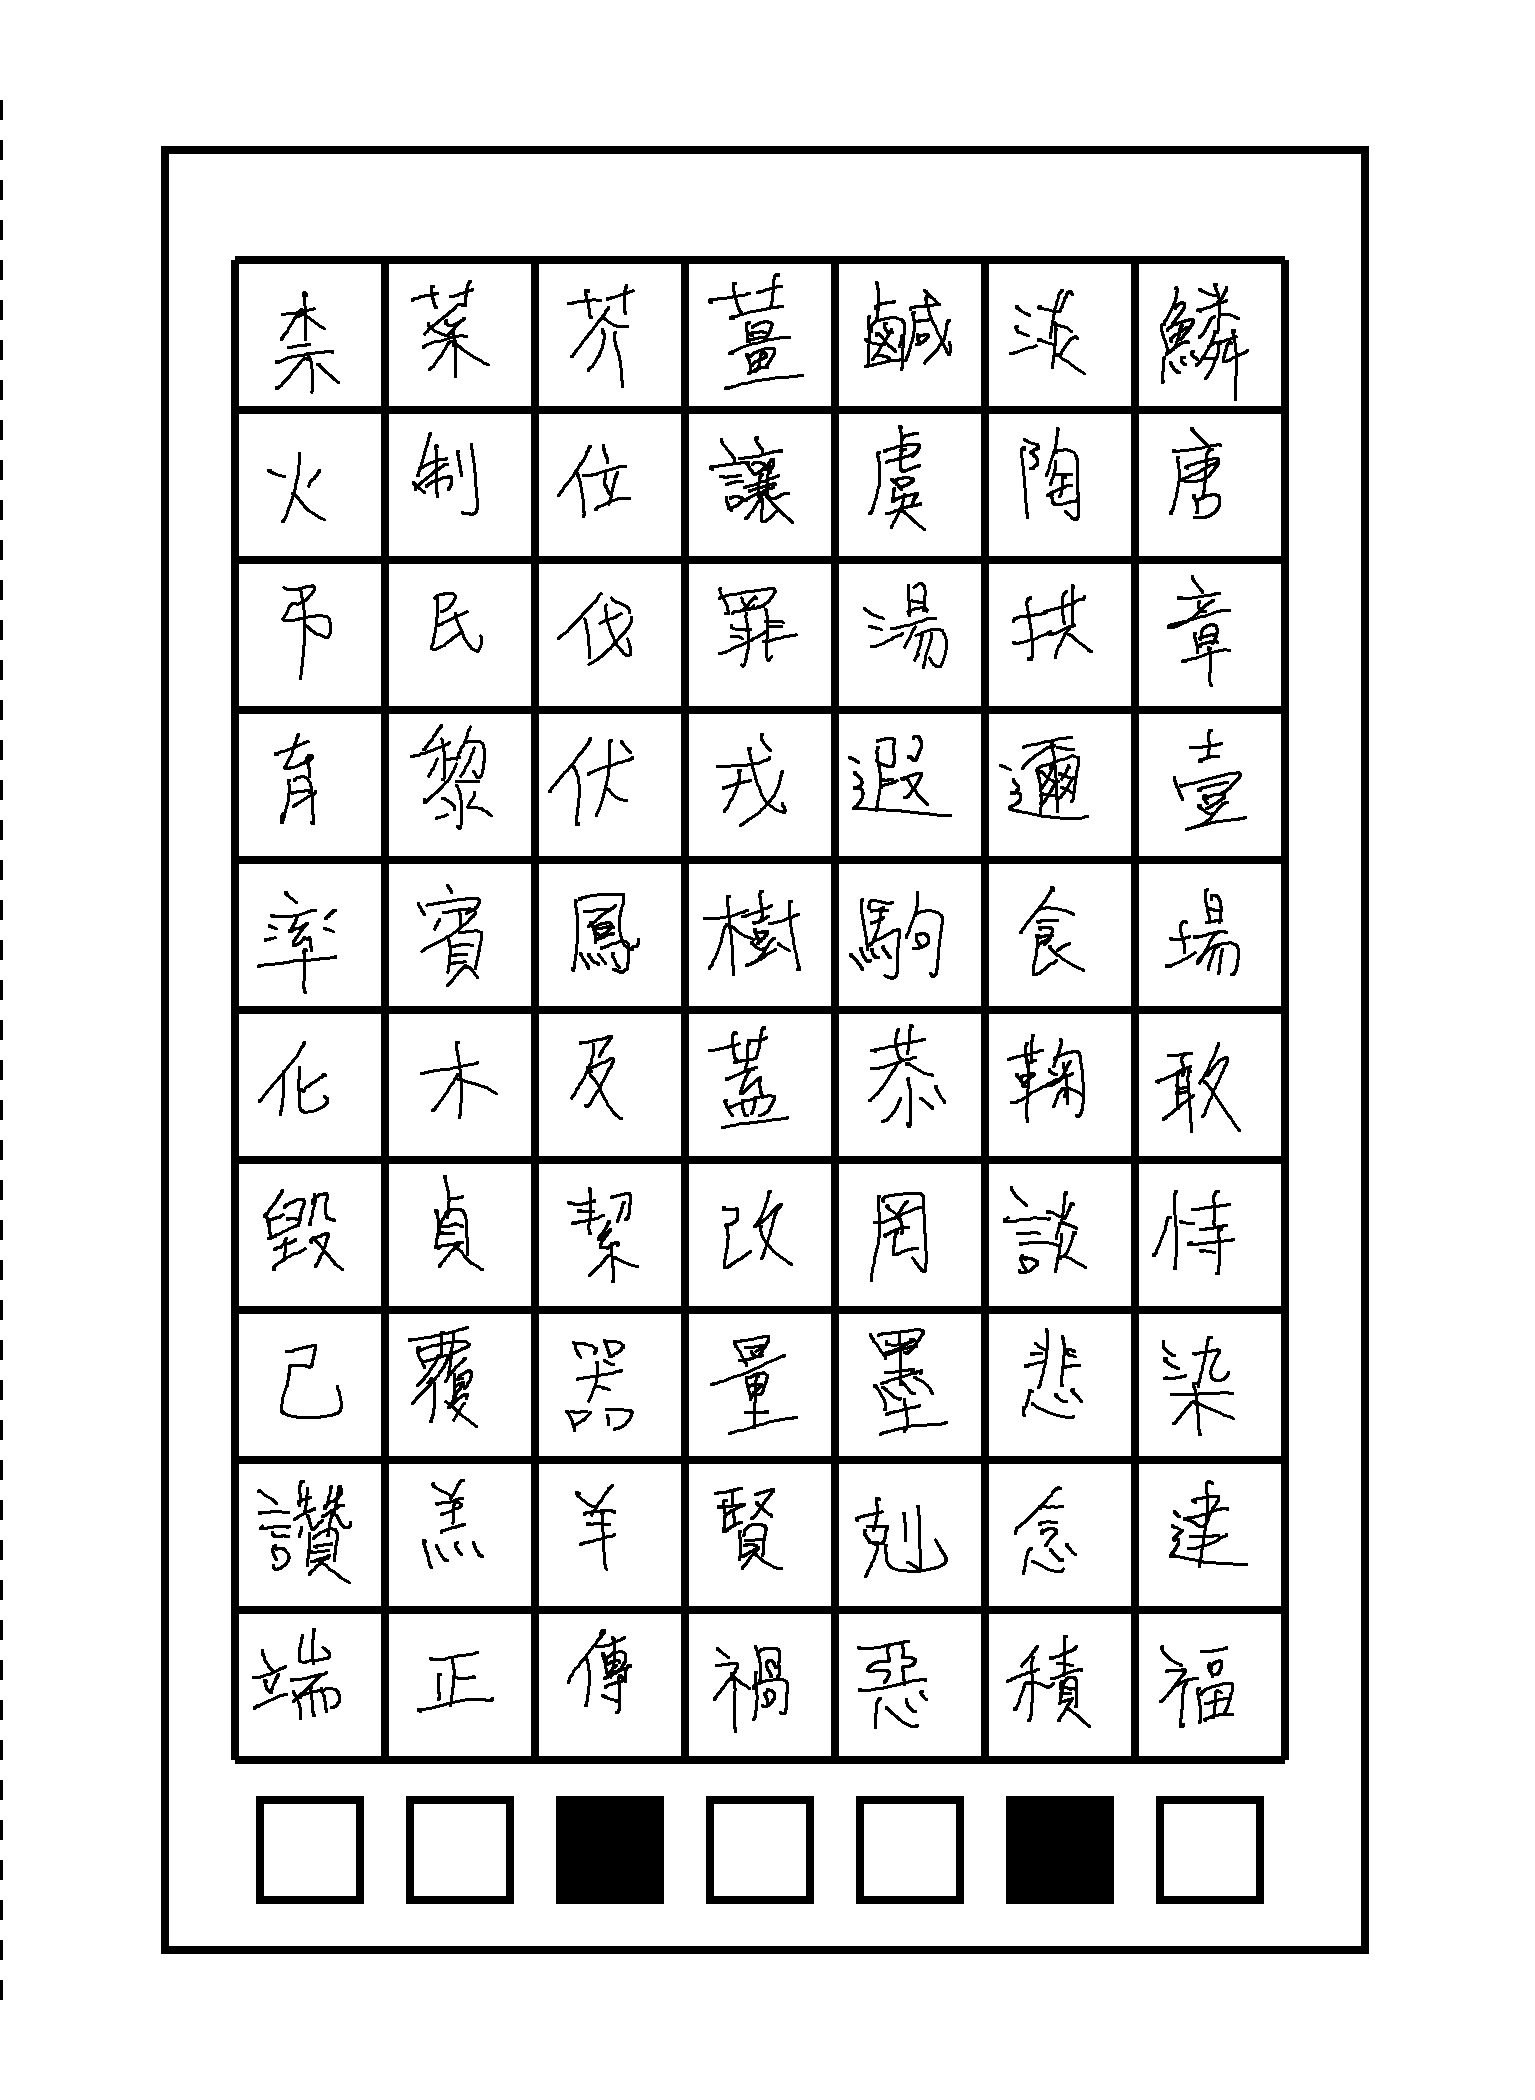 柰菜芥薑鹹淡鱗
火制位讓虞陶唐
弔民伐罪湯拱章
育黎伏戎遐邇壹
率賓鳳樹駒食場
化木及蓋恭鞠敢
毀貞絜改罔談恃
己覆器量墨悲染
讚羔羊賢剋念建
端正傳禍惡積福